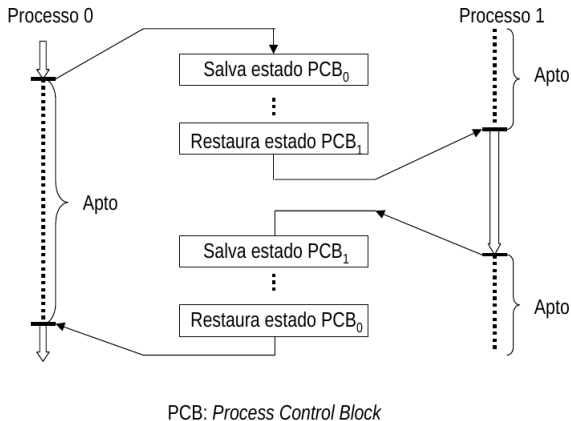 Processo 0
Processo 1
Salva estado PCB0
Apto
Restaura estado PCB1
Apto
Salva estado PCB1
Apto
Restaura estado PCB0
PCB: Process Control Block